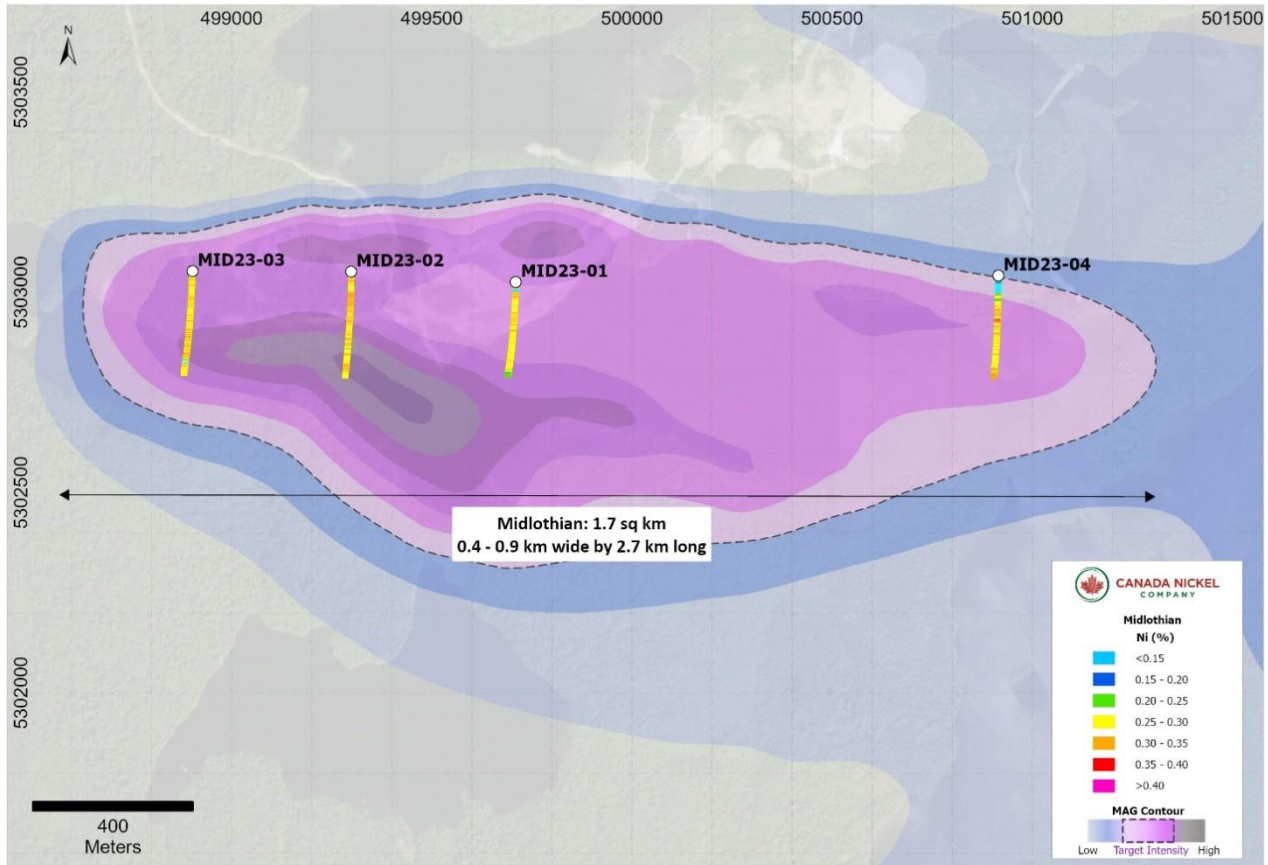 499000 499500 500000 500500 501000 501500
N
5303500
5303000
5302500
5302000
MID23-03
MID23-02
MID23-01
MID23-04
Midlothian: 1.7 sq km
0.4 - 0.9 km wide by 2.7 km long
400
Meters
CANADA NICKEL
COMPANY
Midlothian
Ni (%)
<0.15
0.15 - 0.20
0.20 - 0.25
0.25 - 0.30
0.30 - 0.35
0.35 - 0.40
>0.40
MAG Contour
Low Target Intensity High